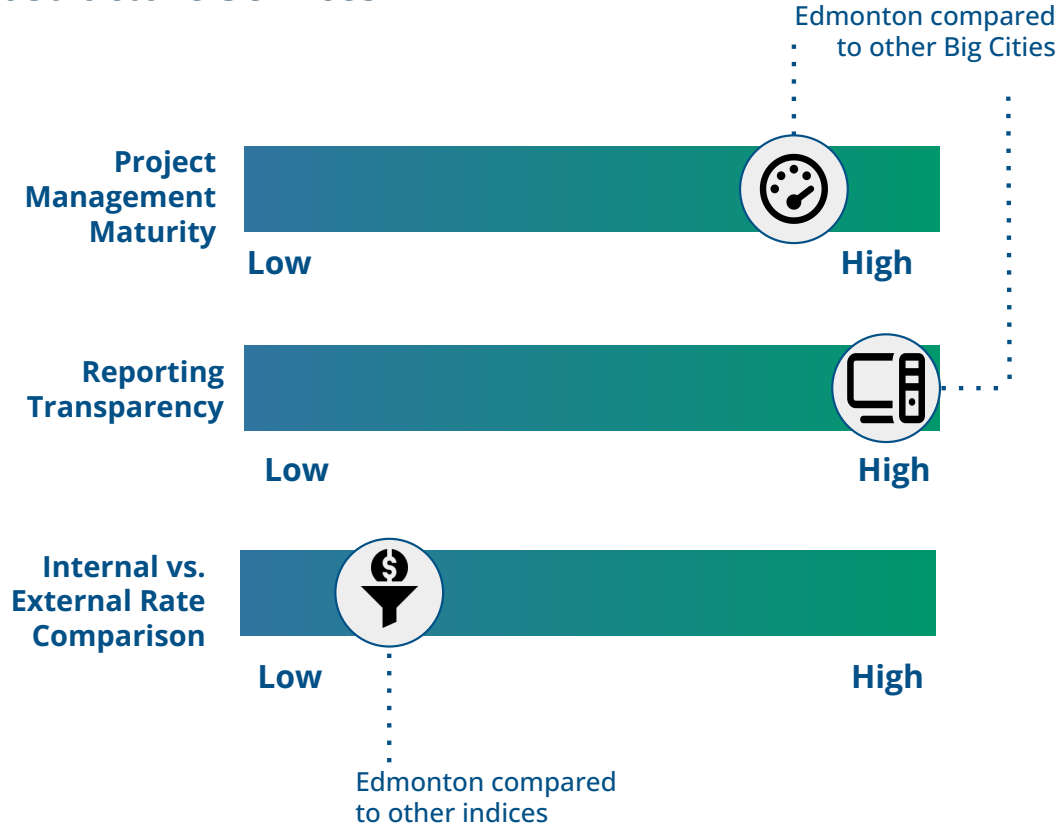 Edmonton compared
to other Big Cities
Project
Management
Maturity
Low
High
Reporting
Transparency
Low
High
$
Internal vs.
External Rate
Comparison
Low
High
Edmonton compared
to other indices